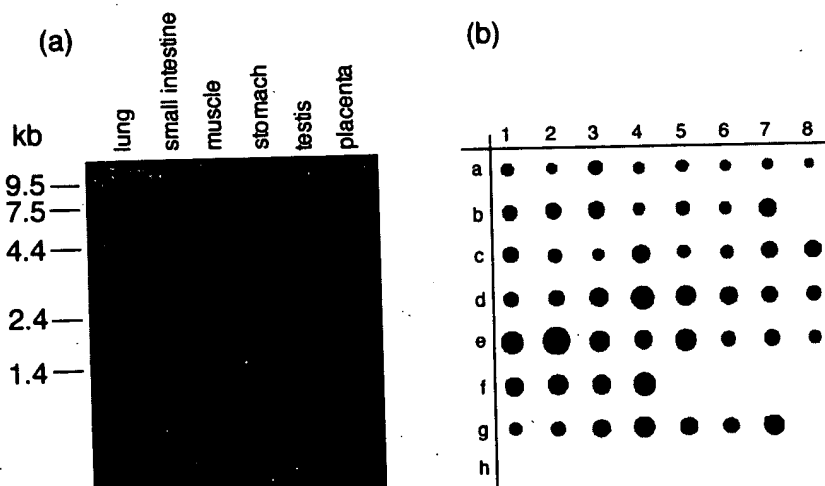 (a)
lung
small intestine
muscle
stomach
testis
placenta
kb
9.5
7.5
4.4
2.4
1.4
(b)
1 2 3 4 5 6 7 8
a
b
c
d
e
f
g
h